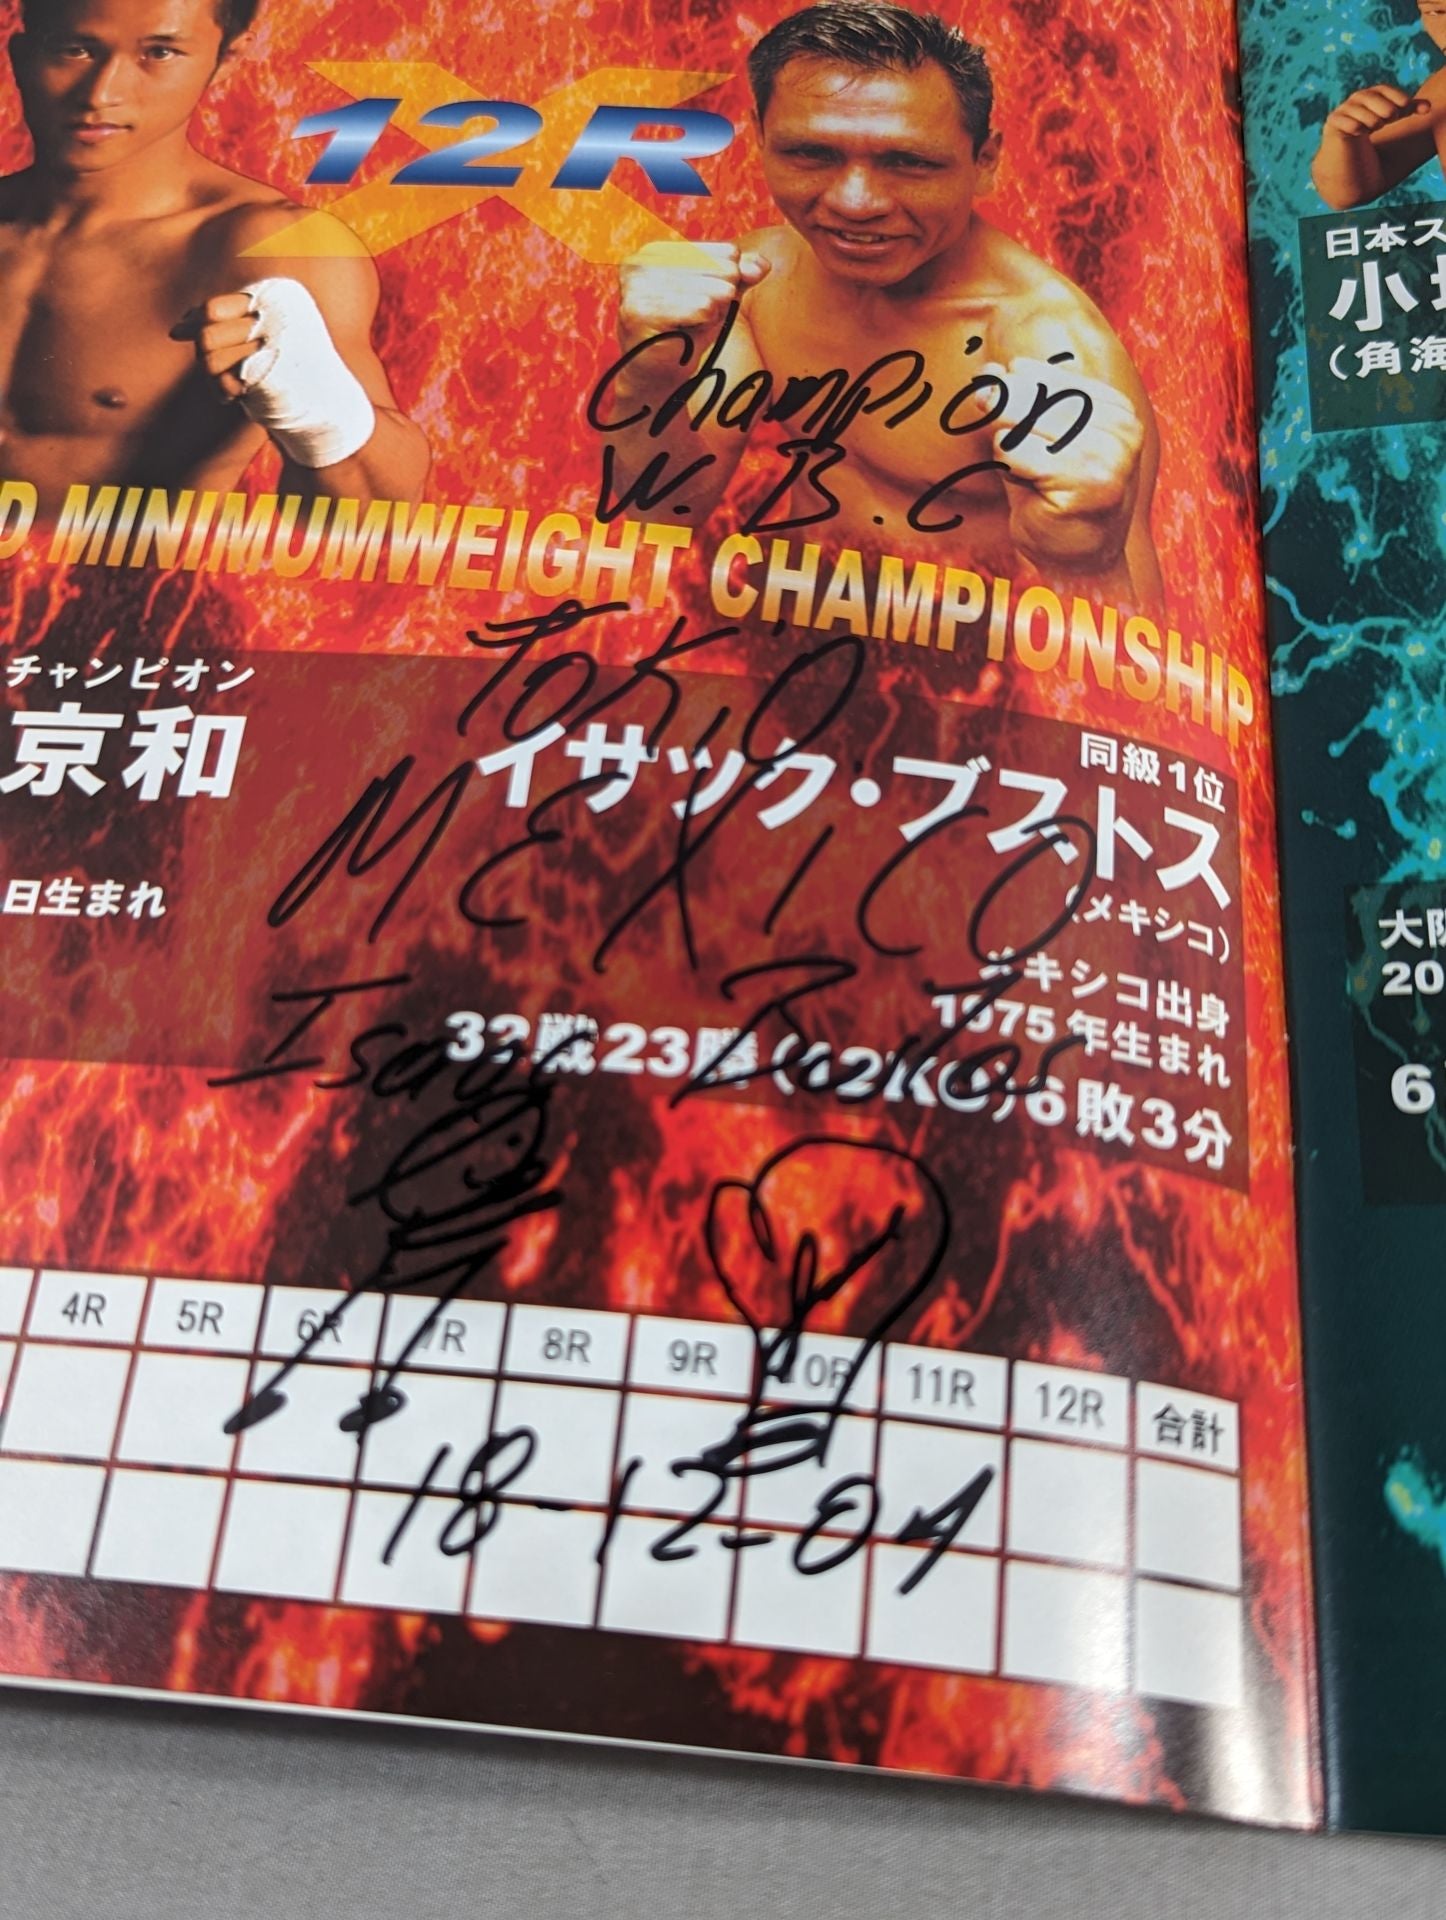 12R
Champion
W.B.C
D MINIMUMWEIGHT CHAMPIONSHIP
TOKIO
MEXICO
チャンピオン
京和
日生まれ
同級1位
イサック・ブストス
(メキシコ)
メキシコ出身
1975年生まれ
32戦23勝(12KO)6敗3分
Isaac Bustos
4R 5R 6R 7R 8R 9R 10R 11R 12R 合計
18-12-04
日本ス
小
(角海
大阪
20
6